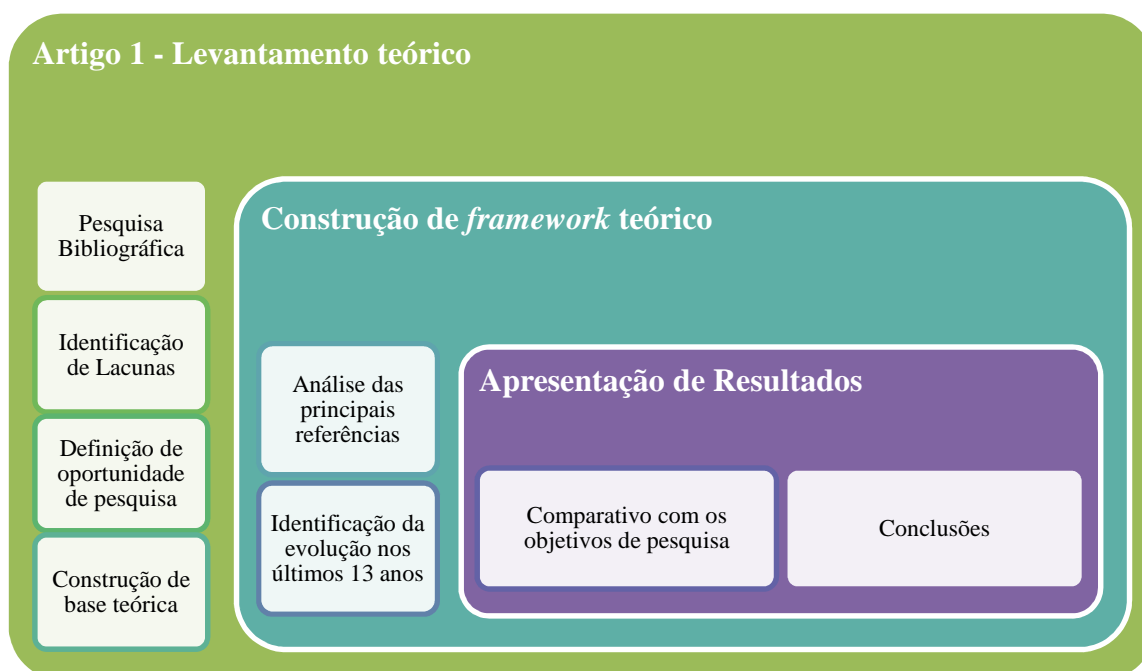 Artigo 1 - Levantamento teórico
Pesquisa
Bibliográfica
Identificação
de Lacunas
Definição de
oportunidade
de pesquisa
Construção de
base teórica
Construção de framework teórico
Análise das
principais
referências
Identificação da
evolução nos
últimos 13 anos
Apresentação de Resultados
Comparativo com os
objetivos de pesquisa
Conclusões